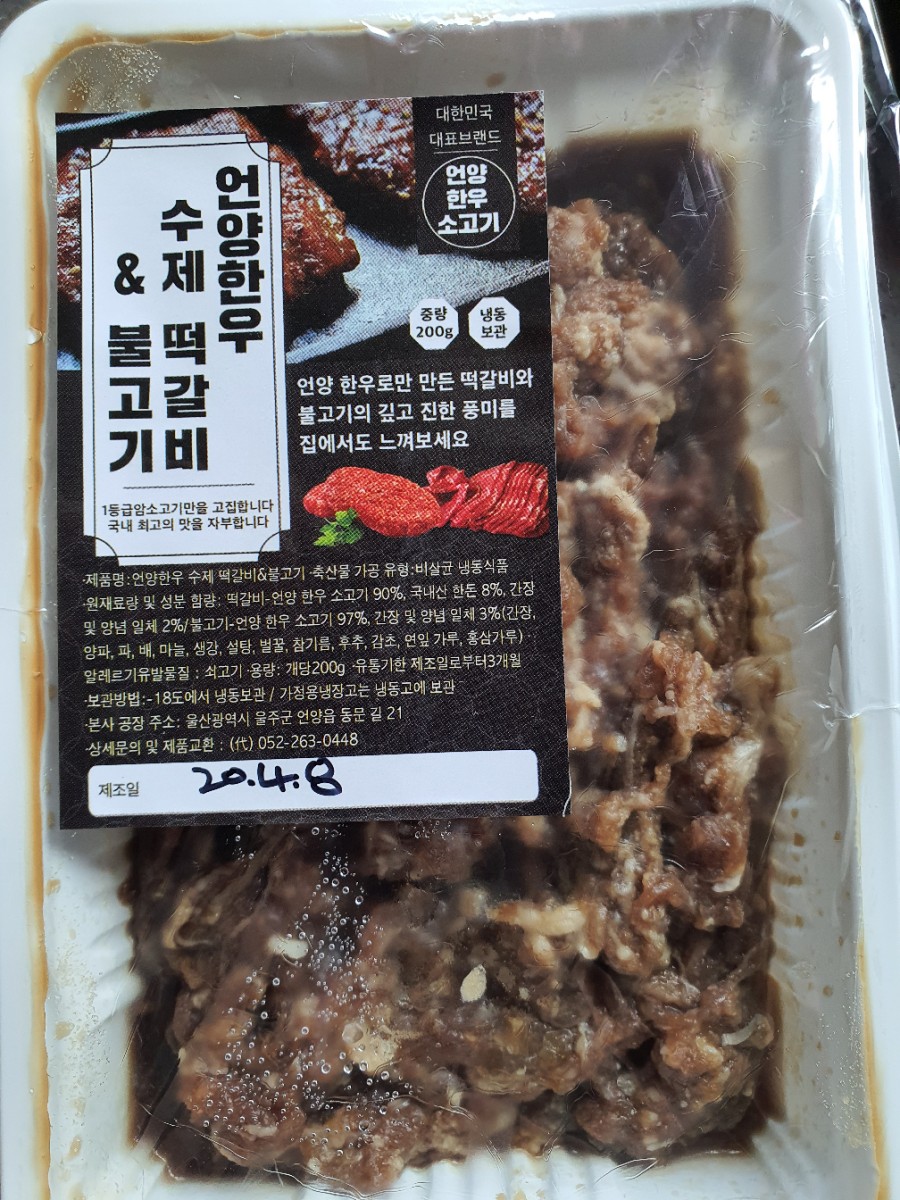 대한민국
대표브랜드
언양
한우
소고기
언양한우
수제 떡갈비
& 불고기
1등급암소고기만을 고집합니다
국내 최고의 맛을 자부합니다
중량
200g
냉동
보관
언양 한우로만 만든 떡갈비와
불고기의 깊고 진한 풍미를
집에서도 느껴보세요
·제품명:언양한우 수제 떡갈비&불고기 ·축산물 가공 유형:비살균 냉동식품
·원재료량 및 성분 함량: 떡갈비-언양 한우 소고기 90%, 국내산 한돈 8%, 간장
및 양념 일체 2%/불고기-언양 한우 소고기 97%, 간장 및 양념 일체 3%(간장,
양파, 파, 배, 마늘, 생강, 설탕, 벌꿀, 참기름, 후추, 감초, 연잎 가루, 홍삼가루)
알레르기유발물질 : 쇠고기 ·용량: 개당200g ·유통기한 제조일로부터3개월
·보관방법:-18도에서 냉동보관 / 가정용냉장고는 냉동고에 보관
·본사 공장 주소: 울산광역시 울주군 언양읍 동문 길 21
·상세문의 및 제품교환 : (代) 052-263-0448
제조일 20.4.8